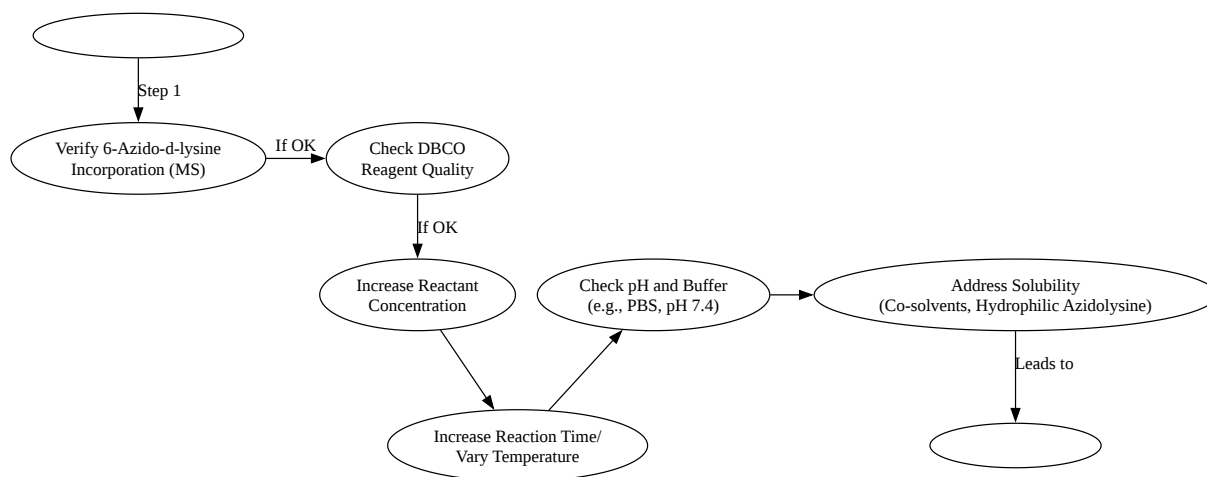 Step 1
Verify 6-Azido-d-lysine
Incorporation (MS)
If OK
Check DBCO
Reagent Quality
If OK
Increase Reactant
Concentration
Increase Reaction Time/
Vary Temperature
Check pH and Buffer
(e.g., PBS, pH 7.4)
Address Solubility
(Co-solvents, Hydrophilic Azidolysine)
Leads to